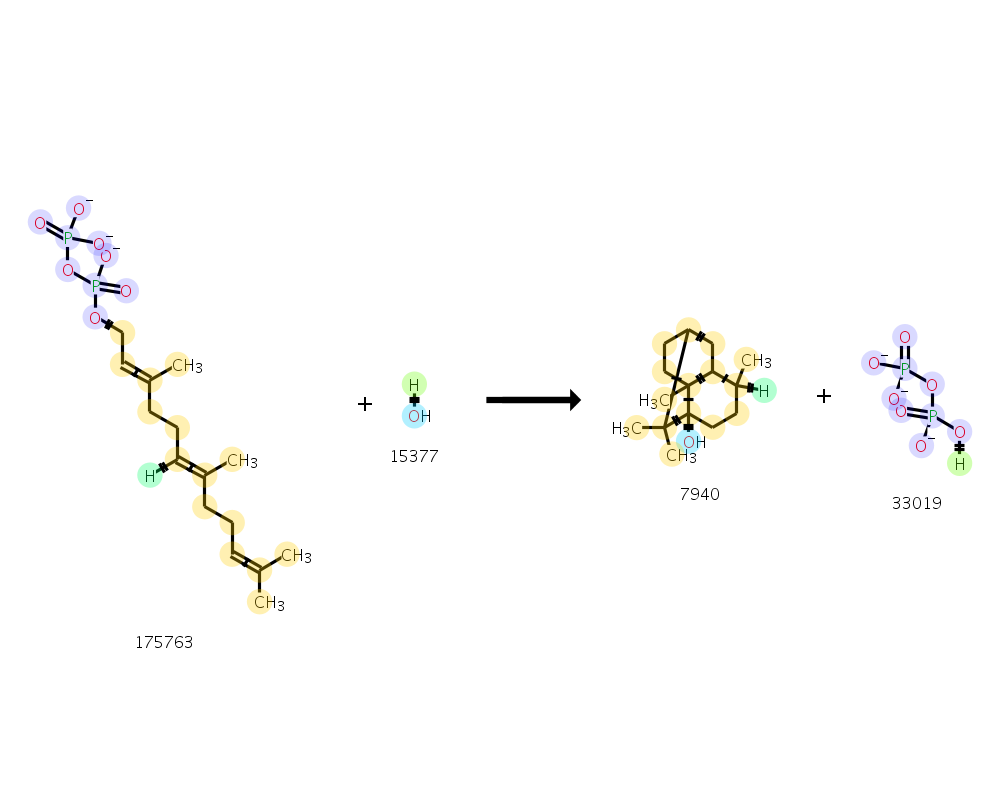 O⁻
O
P
O⁻
O⁻
O
P
O
O
CH₃
H
OH
CH₃
H₃C
H
H
CH₃
+
+
H₃C
OH
CH₃
15377
7940
CH₃
CH₃
175763
O
O⁻
P
O
O⁻
O
P
O
O⁻
H
33019